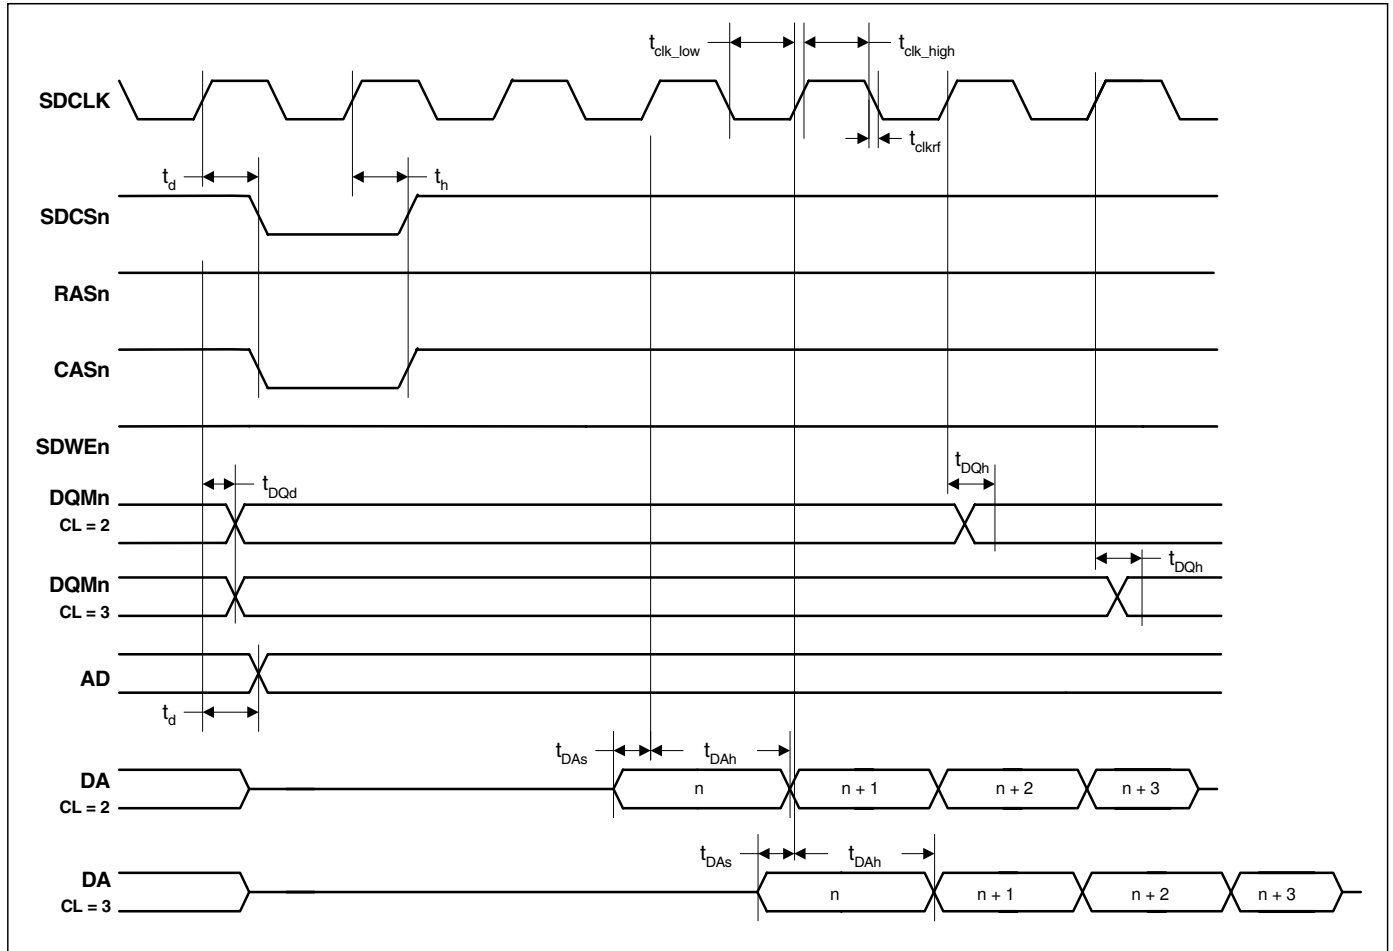 t_clk_low
t_clk_high
SDCLK
t_clkrf
t_d
t_h
SDCSn
RASn
CASn
SDWEn
t_DQh
t_DQd
DQMn
CL = 2
t_DQh
DQMn
CL = 3
AD
t_d
t_DAs
t_DAh
DA
CL = 2
n
n + 1
n + 2
n + 3
t_DAs
t_DAh
DA
CL = 3
n
n + 1
n + 2
n + 3